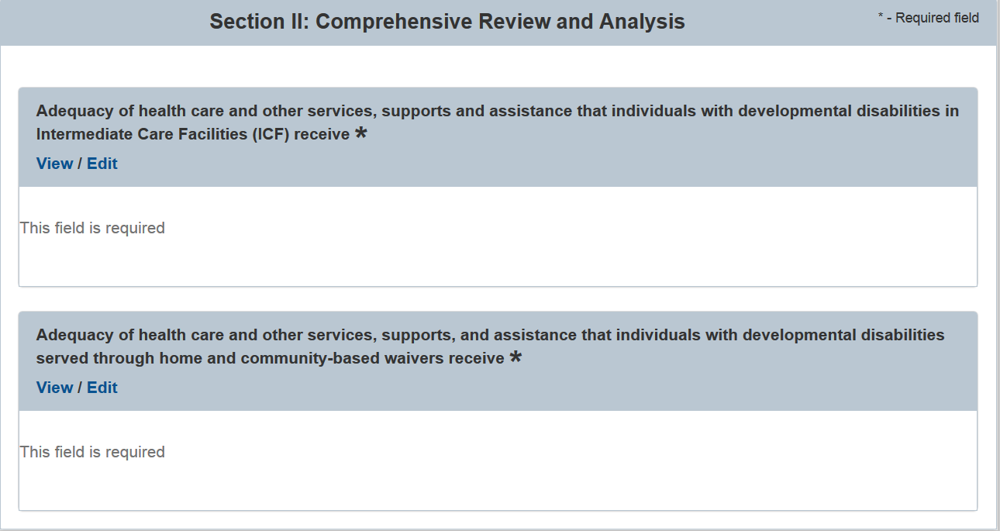 Section II: Comprehensive Review and Analysis
* - Required field
Adequacy of health care and other services, supports and assistance that individuals with developmental disabilities in
Intermediate Care Facilities (ICF) receive *
View / Edit
This field is required
Adequacy of health care and other services, supports, and assistance that individuals with developmental disabilities
served through home and community-based waivers receive *
View / Edit
This field is required